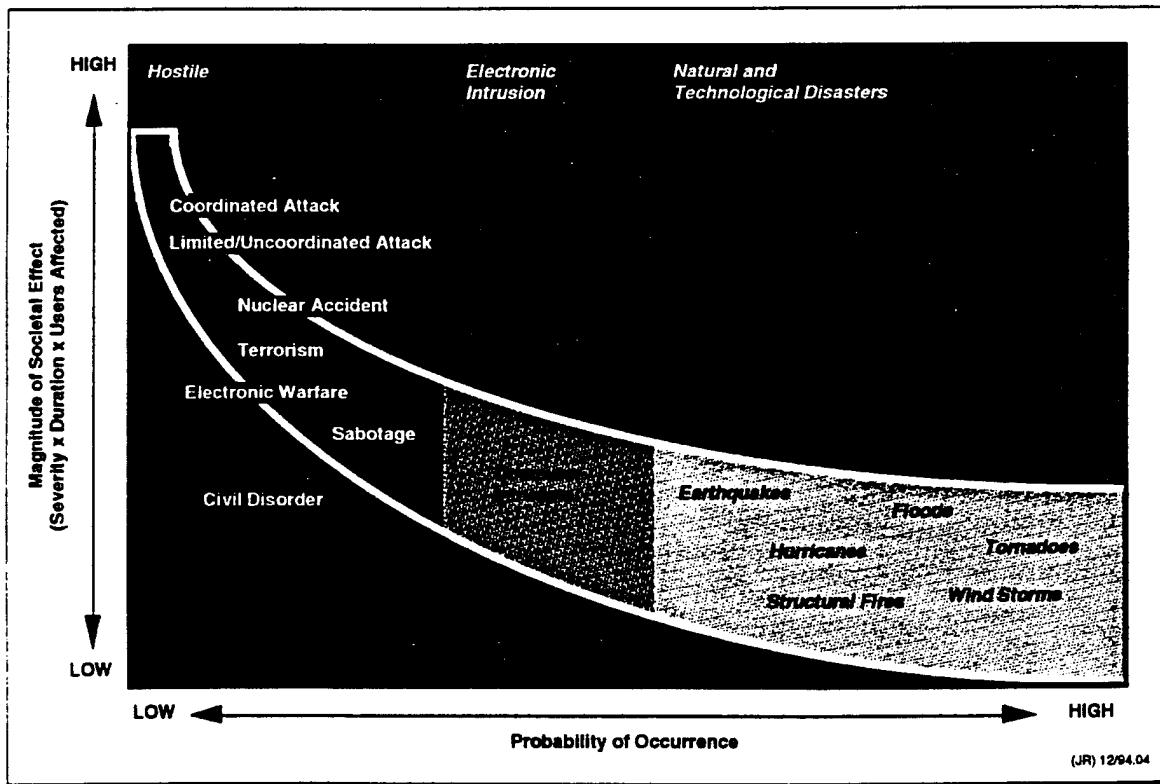 HIGH
Hostile
Electronic
Intrusion
Natural and
Technological Disasters
Coordinated Attack
Limited/Uncoordinated Attack
Nuclear Accident
Terrorism
Electronic Warfare
Sabotage
Civil Disorder
Earthquakes
Floods
Hurricanes
Tornadoes
Structural Fires
Wind Storms
Magnitude of Societal Effect
(Severity x Duration x Users Affected)
LOW
LOW
HIGH
Probability of Occurrence
(JR) 12/94.04